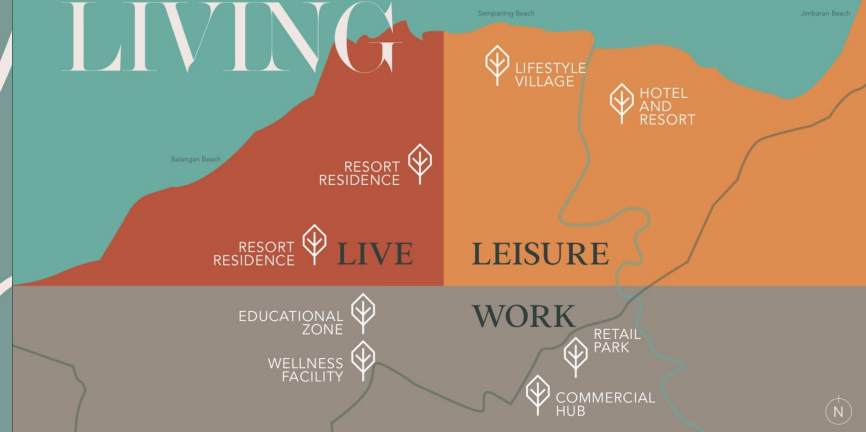 LIVING
Semparing Beach
Jimbaran Beach
LIFESTYLE
VILLAGE
HOTEL
AND
RESORT
Balangan Beach
RESORT
RESIDENCE
RESORT
RESIDENCE
LIVE
LEISURE
EDUCATIONAL
ZONE
WORK
RETAIL
PARK
WELLNESS
FACILITY
COMMERCIAL
HUB
N